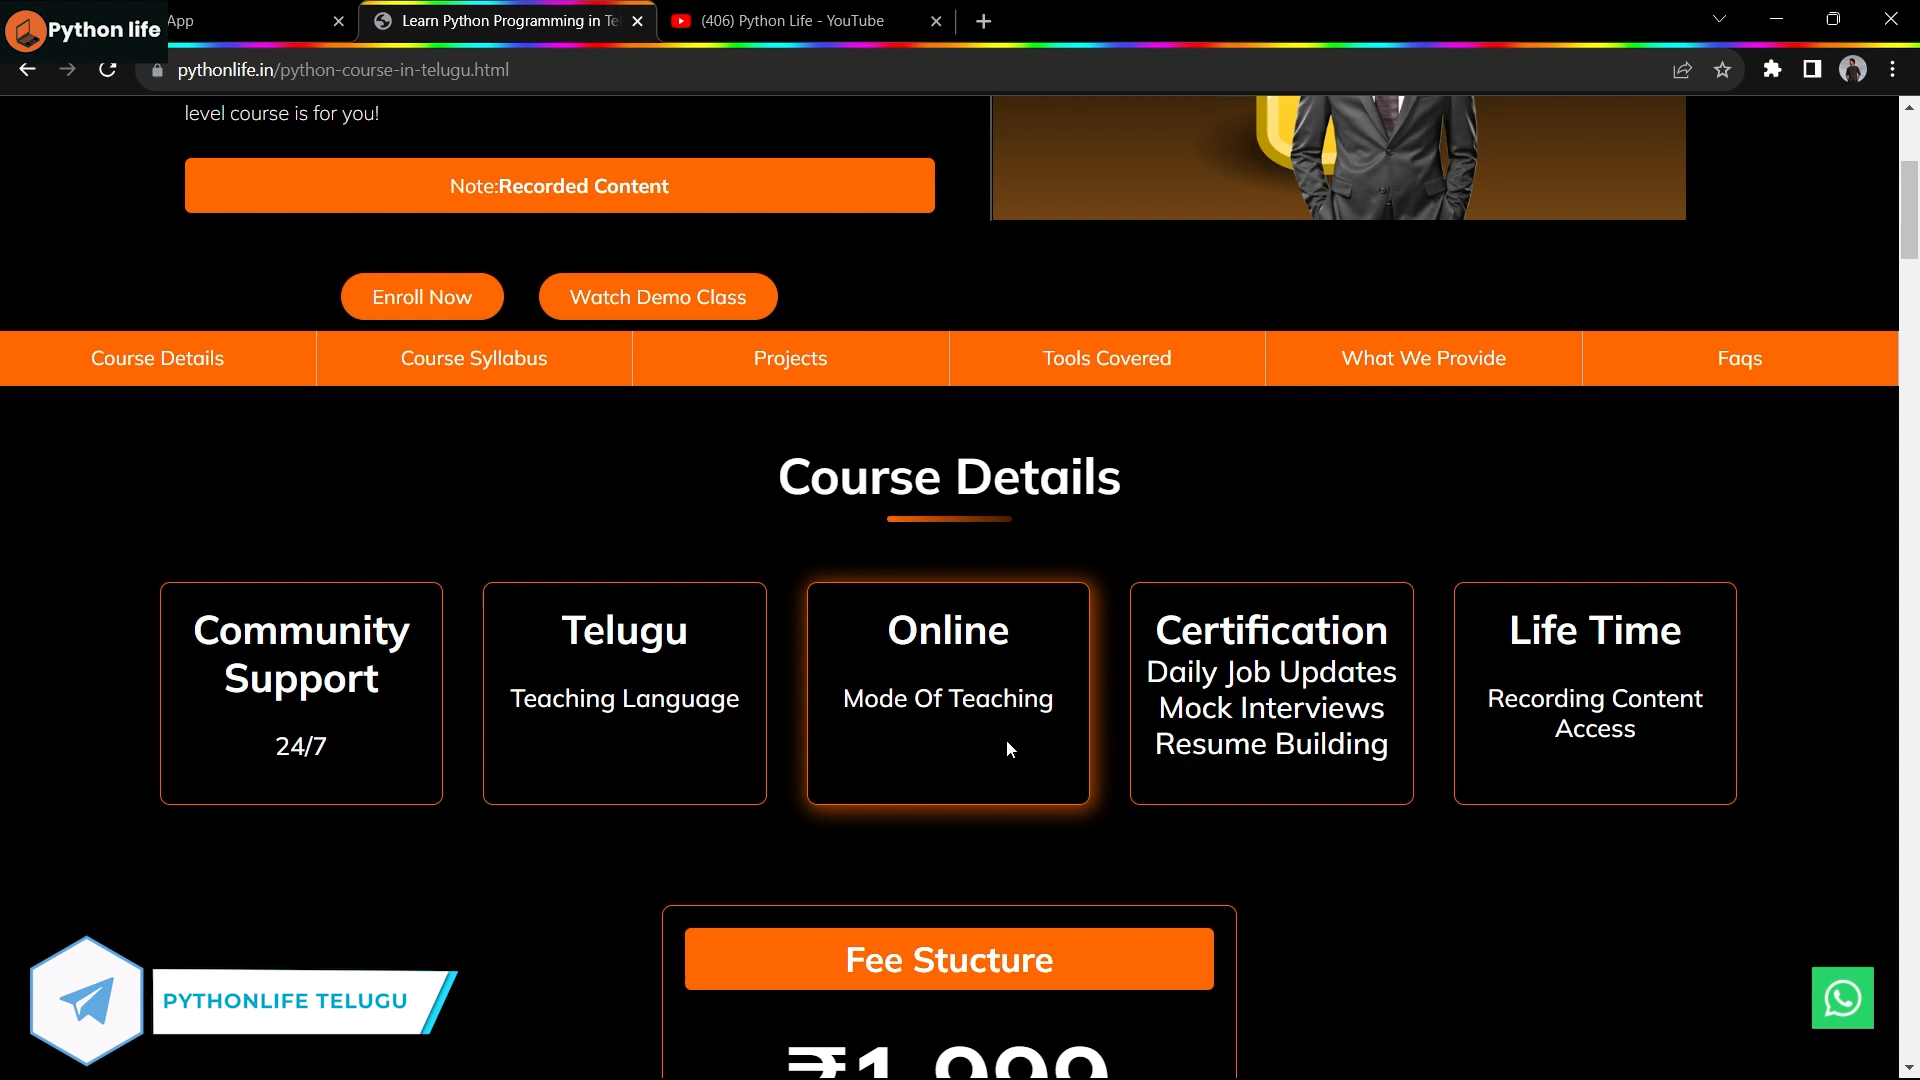 Python life
App
Learn Python Programming in Te
(406) Python Life - YouTube
pythonlife.in/python-course-in-telugu.html
level course is for you!
Note:Recorded Content
Enroll Now
Watch Demo Class
Course Details
Course Syllabus
Projects
Tools Covered
What We Provide
Faqs
Course Details
Community
Support
24/7
Telugu
Teaching Language
Online
Mode Of Teaching
Certification
Daily Job Updates
Mock Interviews
Resume Building
Life Time
Recording Content
Access
Fee Stucture
₹1,999
PYTHONLIFE TELUGU